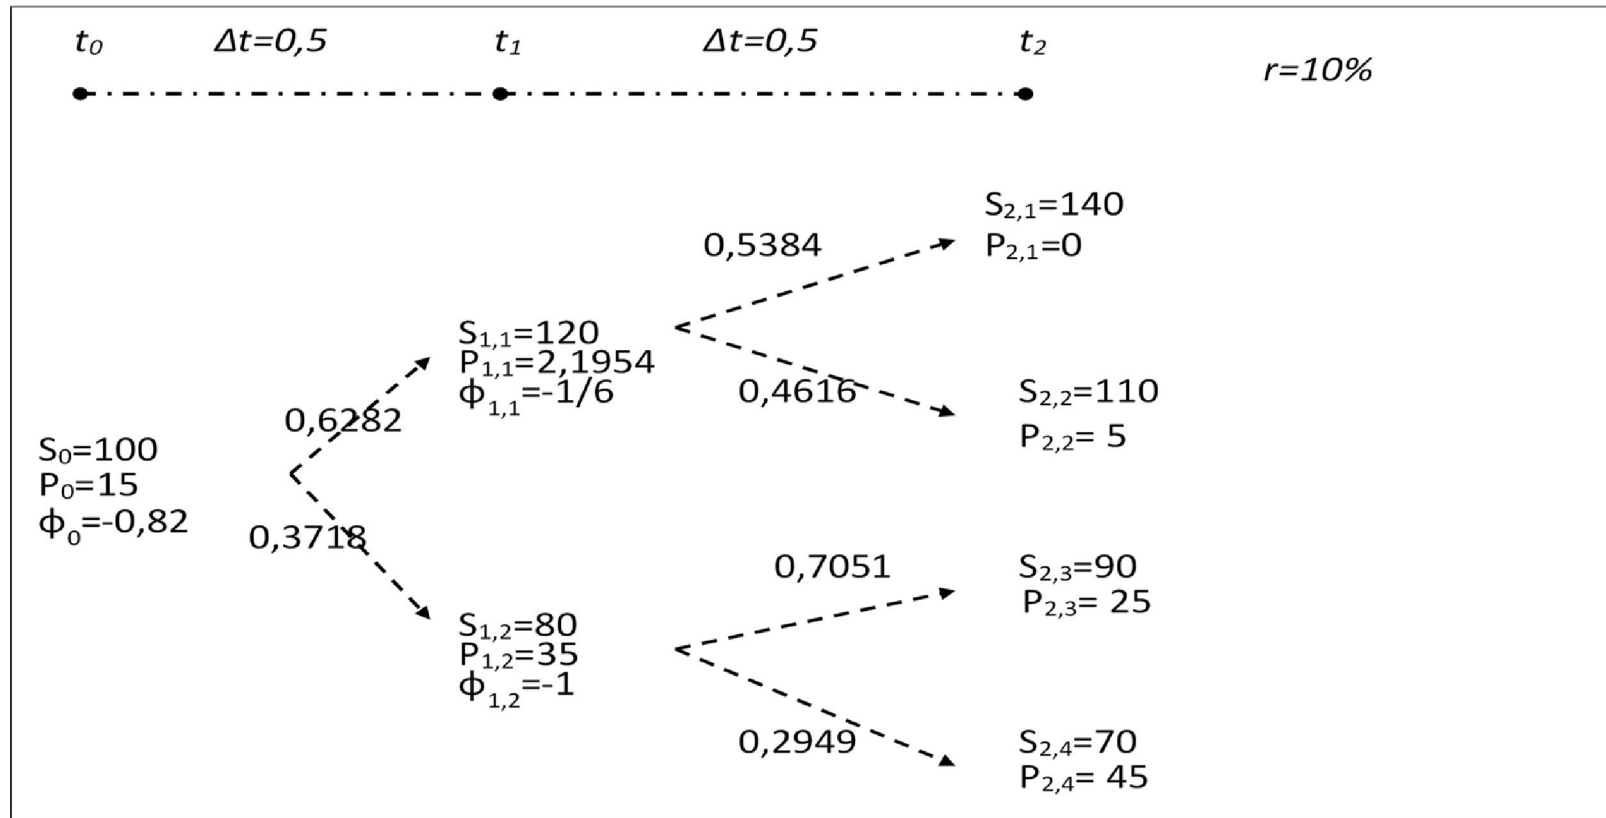 t₀ Δt=0,5 t₁ Δt=0,5 t₂
r=10%
S₂,₁=140
0,5384
P₂,₁=0
S₁,₁=120
P₁,₁=2,1954
ϕ₁,₁=-1/6
0,4616
S₂,₂=110
0,6282
P₂,₂= 5
S₀=100
P₀=15
ϕ₀=-0,82
0,3718
0,7051
S₂,₃=90
P₂,₃= 25
S₁,₂=80
P₁,₂=35
ϕ₁,₂=-1
0,2949
S₂,₄=70
P₂,₄= 45